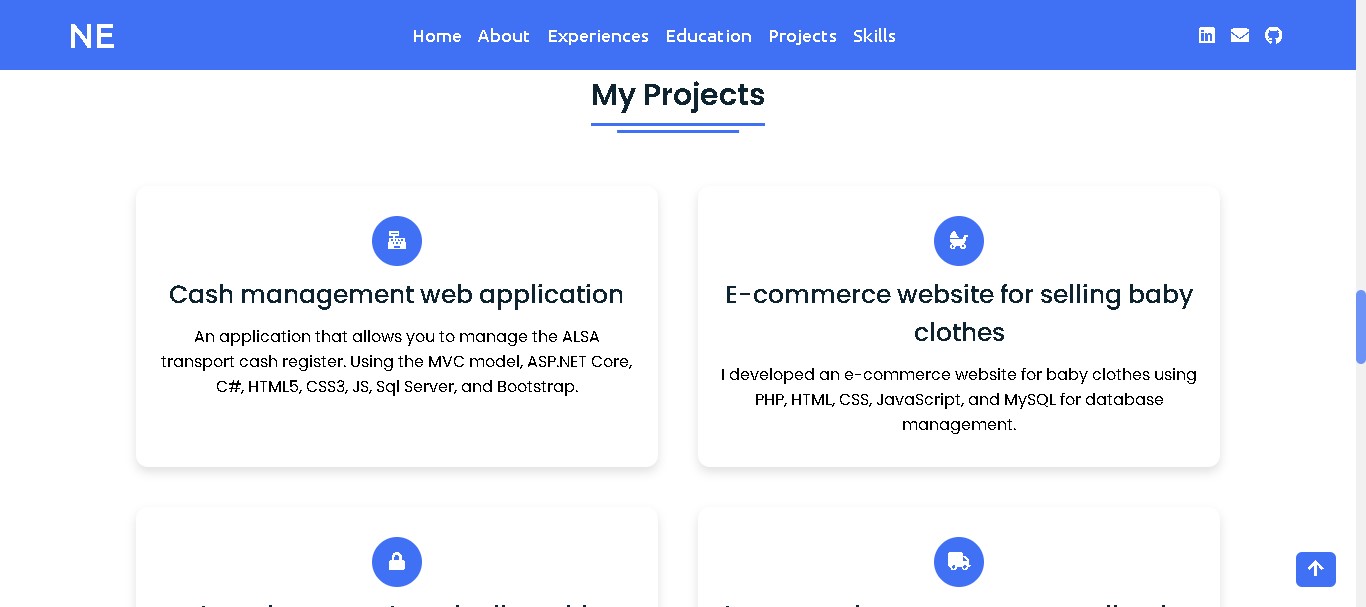 NE
Home About Experiences Education Projects Skills
My Projects
Cash management web application
An application that allows you to manage the ALSA
transport cash register. Using the MVC model, ASP.NET Core,
C#, HTML5, CSS3, JS, Sql Server, and Bootstrap.
E-commerce website for selling baby
clothes
I developed an e-commerce website for baby clothes using
PHP, HTML, CSS, JavaScript, and MySQL for database
management.